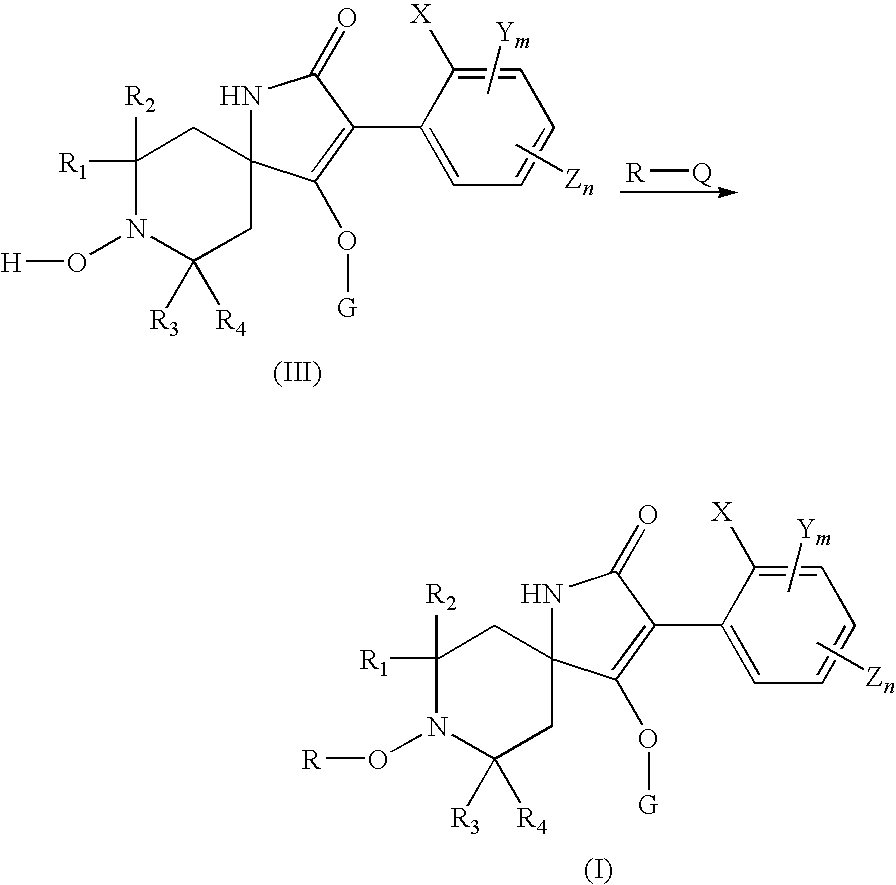 O
X
Yₘ
HN
R₂
R₁
Zₙ
R—Q
N
H—O
O
R₃
R₄
G
(III)
O
X
Yₘ
HN
R₂
R₁
Zₙ
N
R—O
O
R₃
R₄
G
(I)